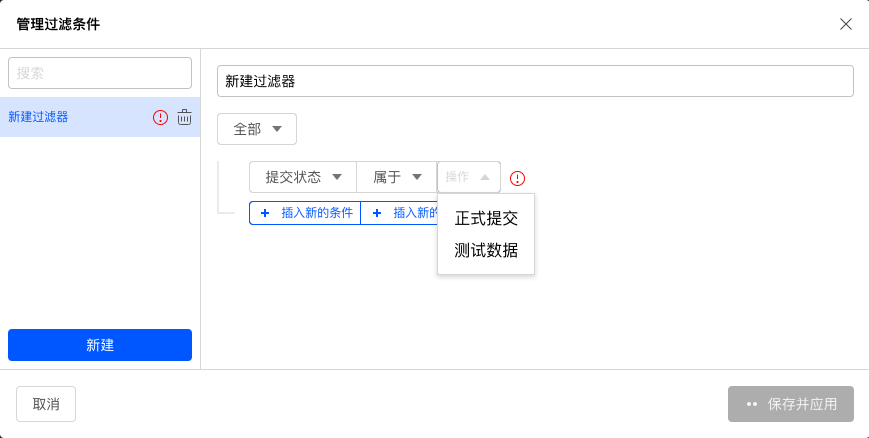 管理过滤条件
搜索
新建过滤器
新建过滤器
全部
提交状态 属于 操作
插入新的条件 插入新的
正式提交
测试数据
新建
取消
保存并应用